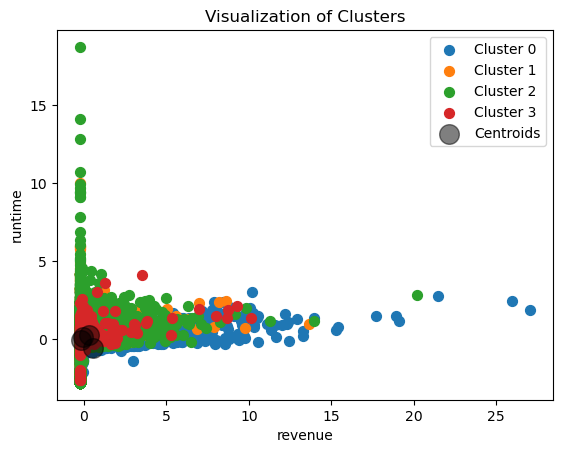 Visualization of Clusters
Cluster 0
Cluster 1
Cluster 2
Cluster 3
Centroids
runtime
15
10
5
0
0 5 10 15 20 25
revenue